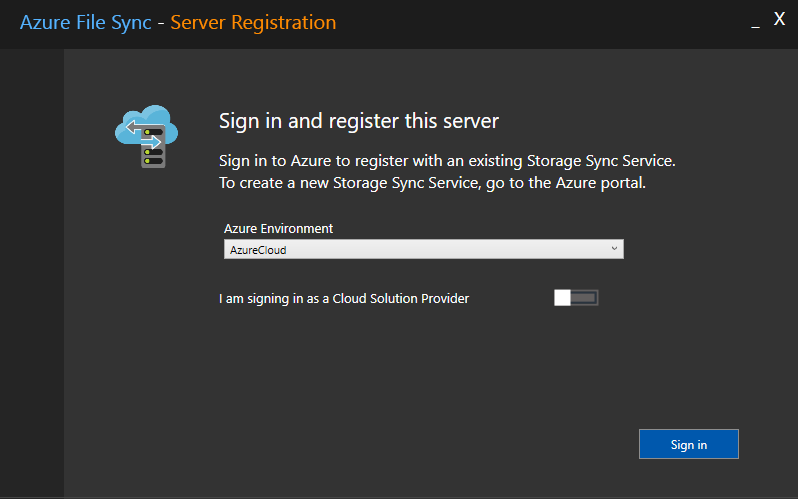 Azure File Sync - Server Registration
_ X
Sign in and register this server
Sign in to Azure to register with an existing Storage Sync Service.
To create a new Storage Sync Service, go to the Azure portal.
Azure Environment
AzureCloud
I am signing in as a Cloud Solution Provider
Sign in